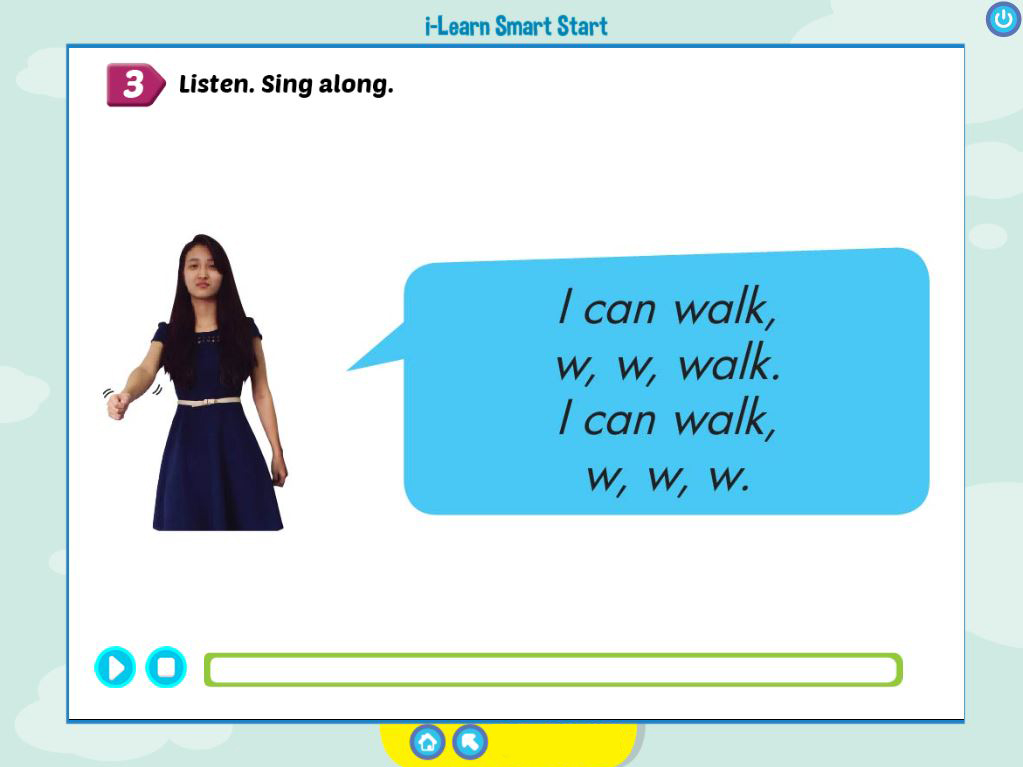 i-Learn Smart Start
3 Listen. Sing along.
I can walk,
w, w, walk.
I can walk,
w, w, w.